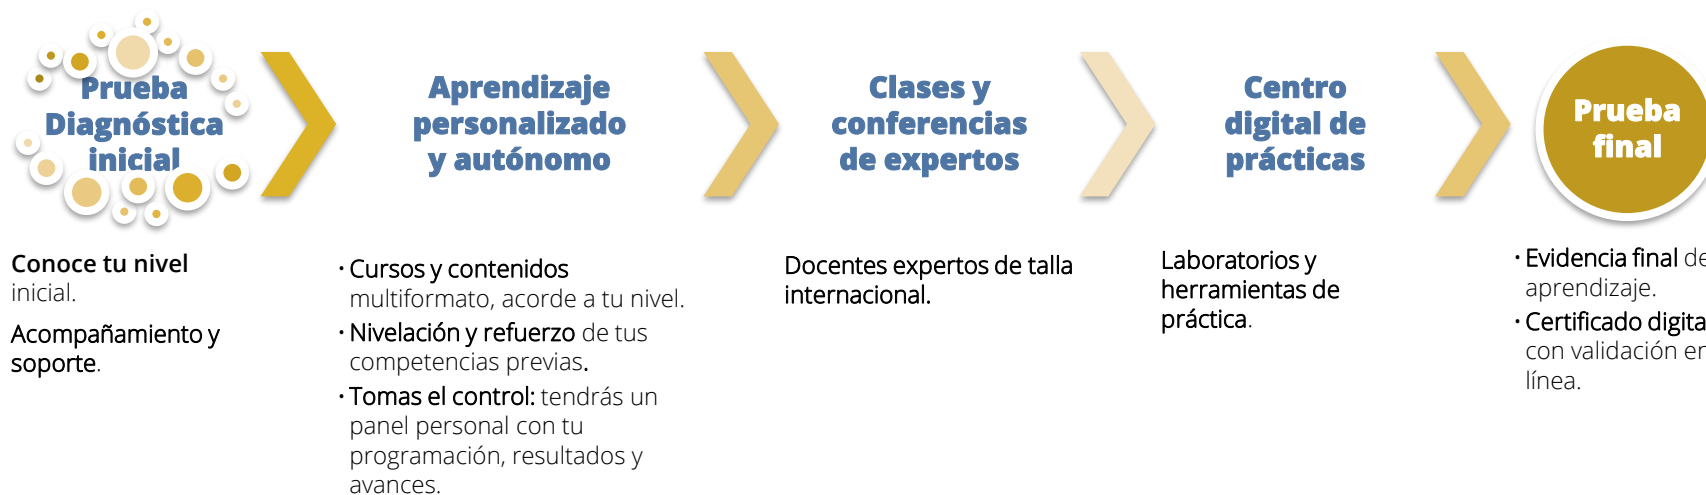 Prueba
Diagnóstica
inicial
Aprendizaje
personalizado
y autónomo
Clases y
conferencias
de expertos
Centro
digital de
prácticas
Prueba
final
Conoce tu nivel
inicial.
Acompañamiento y
soporte.
· Cursos y contenidos
multiformato, acorde a tu nivel.
· Nivelación y refuerzo de tus
competencias previas.
· Tomas el control: tendrás un
panel personal con tu
programación, resultados y
avances.
Docentes expertos de talla
internacional.
Laboratorios y
herramientas de
práctica.
· Evidencia final de
aprendizaje.
· Certificado digita
con validación en
línea.